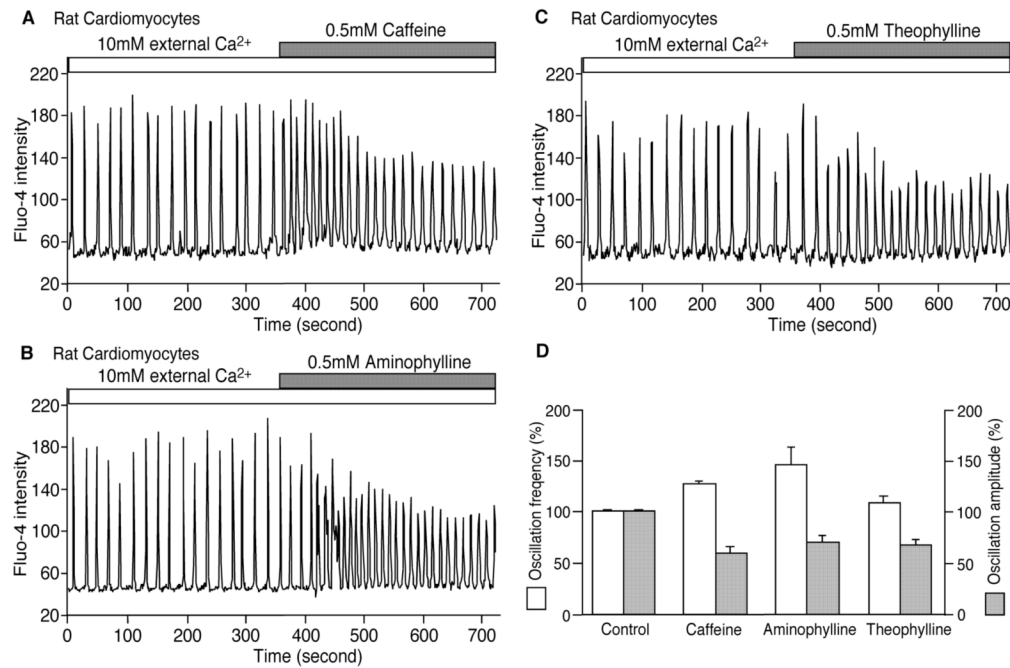 A
Rat Cardiomyocytes
10mM external Ca²⁺
0.5mM Caffeine
Fluo-4 intensity
220
180
140
100
60
20
0 100 200 300 400 500 600 700
Time (second)
B
Rat Cardiomyocytes
10mM external Ca²⁺
0.5mM Aminophylline
Fluo-4 intensity
220
180
140
100
60
20
0 100 200 300 400 500 600 700
Time (second)
C
Rat Cardiomyocytes
10mM external Ca²⁺
0.5mM Theophylline
Fluo-4 intensity
220
180
140
100
60
20
0 100 200 300 400 500 600 700
Time (second)
D
Oscillation freqency (%)
200
150
100
50
0
Control Caffeine Aminophylline Theophylline
200
150
100
50
0
Oscillation amplitude (%)